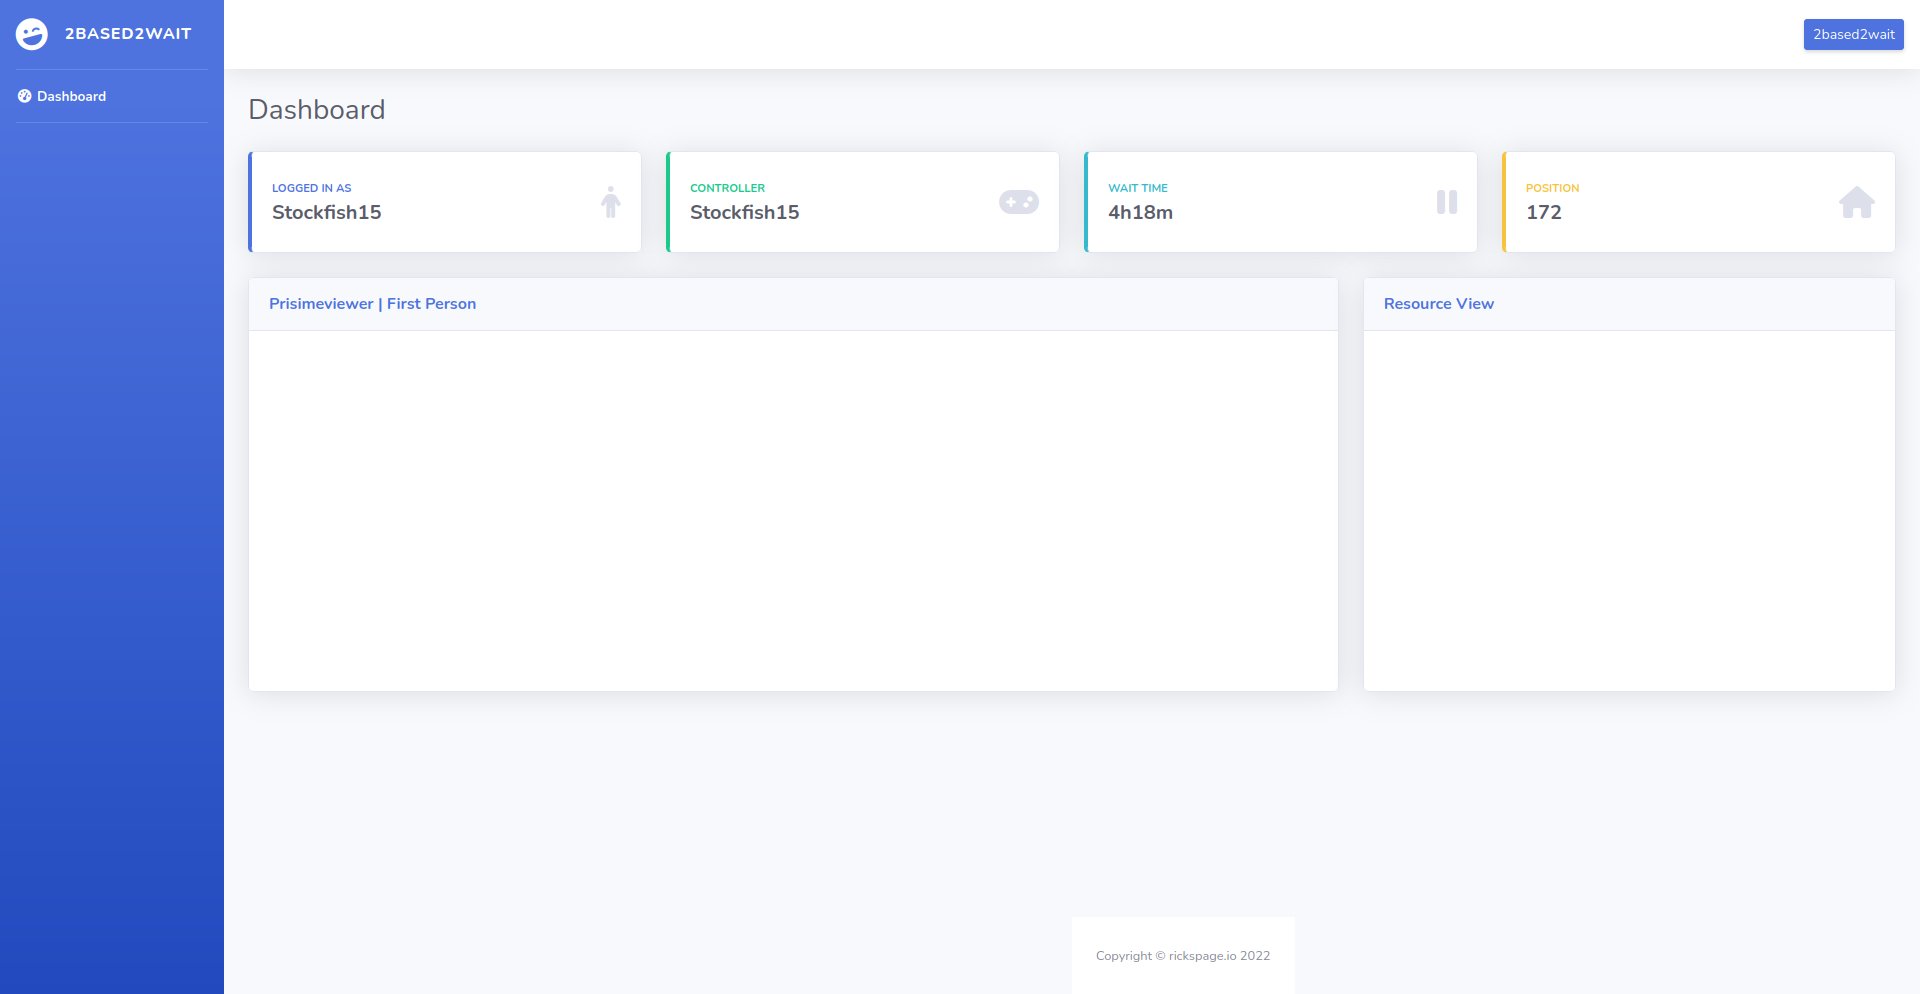 2BASED2WAIT
2based2wait
Dashboard
Dashboard
LOGGED IN AS
Stockfish15
CONTROLLER
Stockfish15
WAIT TIME
4h18m
POSITION
172
Prisimeviewer | First Person
Resource View
Copyright © rickspage.io 2022